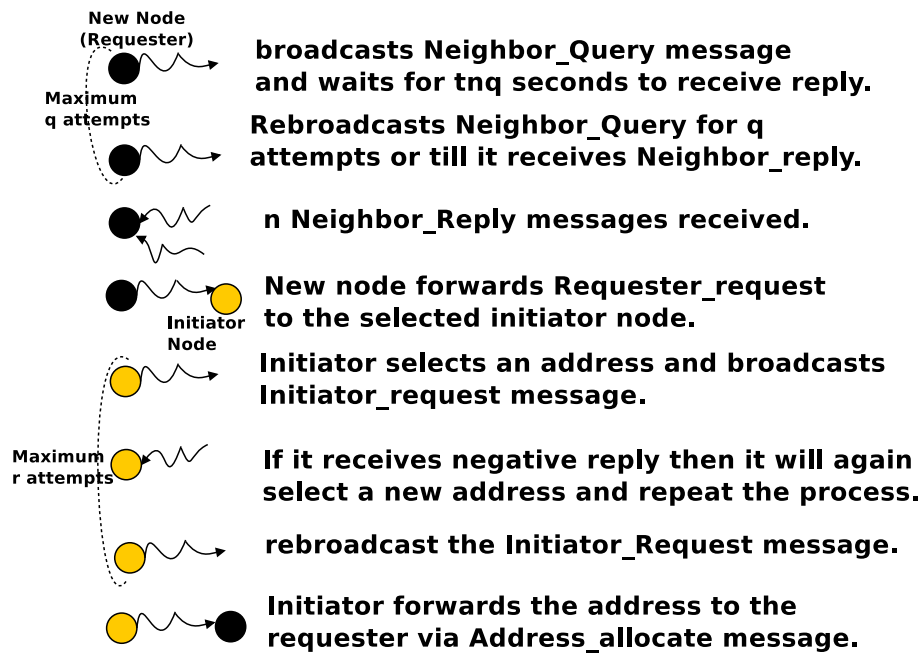 New Node
(Requester)
broadcasts Neighbor_Query message
and waits for tnq seconds to receive reply.
Maximum
q attempts
Rebroadcasts Neighbor_Query for q
attempts or till it receives Neighbor_reply.
n Neighbor_Reply messages received.
New node forwards Requester_request
to the selected initiator node.
Initiator
Node
Initiator selects an address and broadcasts
Initiator_request message.
Maximum
r attempts
If it receives negative reply then it will again
select a new address and repeat the process.
rebroadcast the Initiator_Request message.
Initiator forwards the address to the
requester via Address_allocate message.